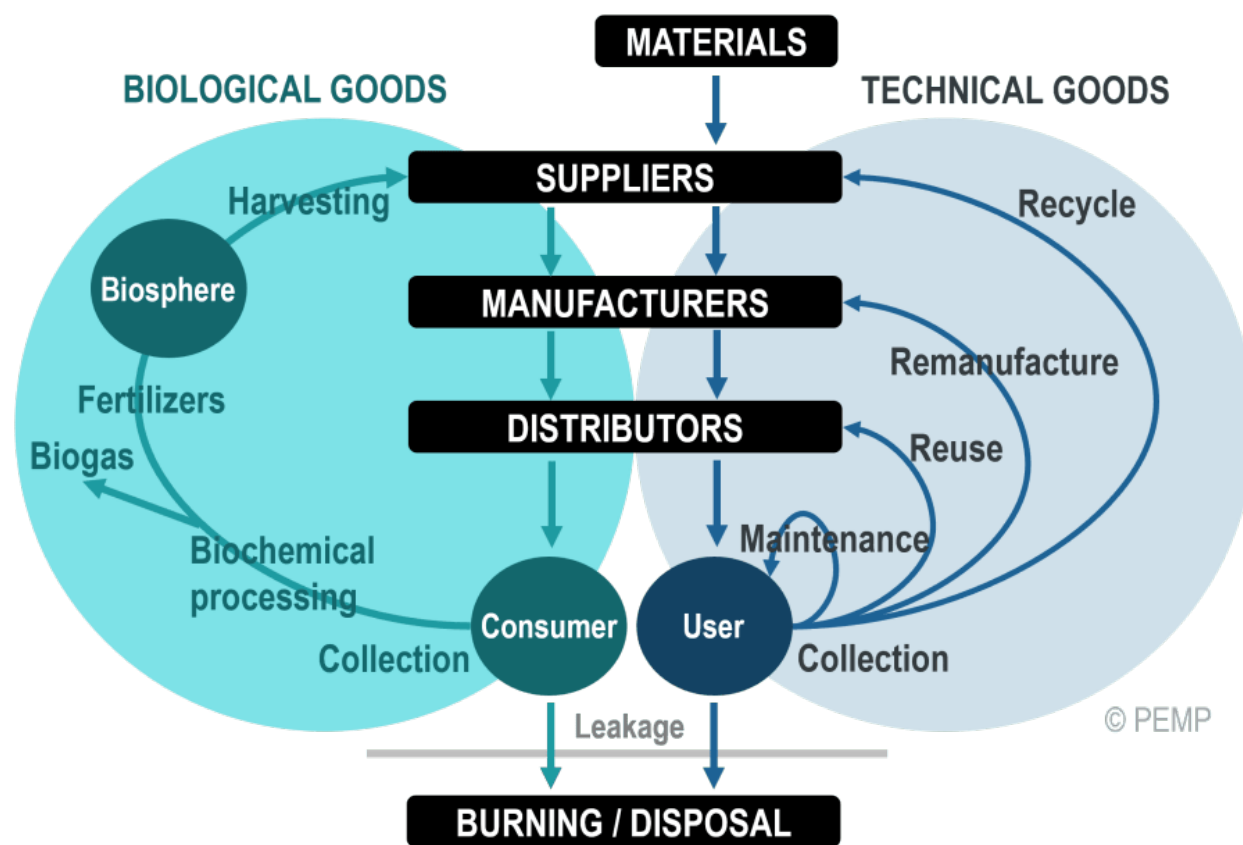 MATERIALS
BIOLOGICAL GOODS
TECHNICAL GOODS
SUPPLIERS
Harvesting
Recycle
Biosphere
MANUFACTURERS
Remanufacture
Fertilizers
DISTRIBUTORS
Reuse
Biogas
Maintenance
Biochemical
processing
Consumer
User
Collection
Collection
Leakage
© PEMP
BURNING / DISPOSAL